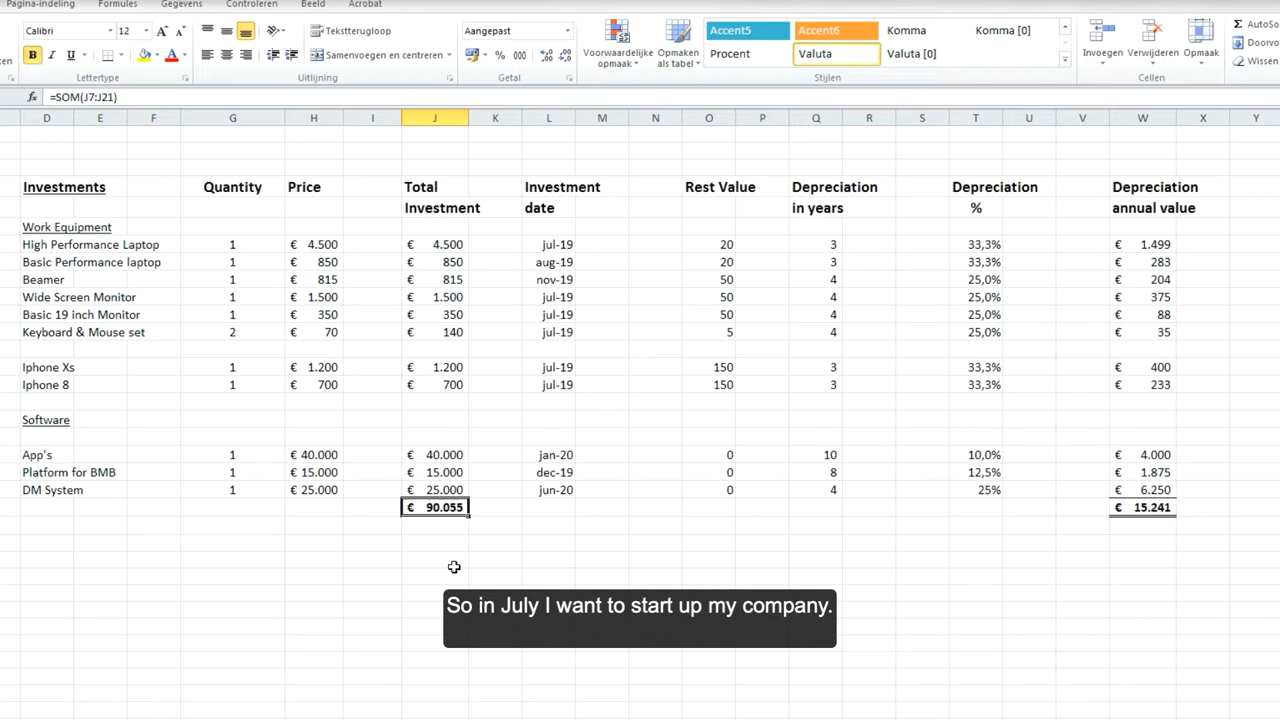 Pagina-indeling Formules Gegevens Controleren Beeld Acrobat
Calibri 12 A A Tekstterugloop Aangepast Accent5 Accent6 Komma Komma [0] AutoSo
B I U A Samenvoegen en centreren % 000 Voorwaardelijke opmaak Opmaken als tabel Procent Valuta Valuta [0] Invoegen Verwijderen Opmaak Doorvo
Wissen
Lettertype Uitlijning Getal Stijlen Cellen
fx =SOM(J7:J21)
D E F G H I J K L M N O P Q R S T U V W X Y
Investments Quantity Price Total Investment Rest Value Depreciation Depreciation Depreciation
Investment date in years % annual value
Work Equipment
High Performance Laptop 1 € 4.500 € 4.500 jul-19 20 3 33,3% € 1.499
Basic Performance laptop 1 € 850 € 850 aug-19 20 3 33,3% € 283
Beamer 1 € 815 € 815 nov-19 50 4 25,0% € 204
Wide Screen Monitor 1 € 1.500 € 1.500 jul-19 50 4 25,0% € 375
Basic 19 inch Monitor 1 € 350 € 350 jul-19 50 4 25,0% € 88
Keyboard & Mouse set 2 € 70 € 140 jul-19 5 4 25,0% € 35
Iphone Xs 1 € 1.200 € 1.200 jul-19 150 3 33,3% € 400
Iphone 8 1 € 700 € 700 jul-19 150 3 33,3% € 233
Software
App's 1 € 40.000 € 40.000 jan-20 0 10 10,0% € 4.000
Platform for BMB 1 € 15.000 € 15.000 dec-19 0 8 12,5% € 1.875
DM System 1 € 25.000 € 25.000 jun-20 0 4 25% € 6.250
€ 90.055 € 15.241
So in July I want to start up my company.